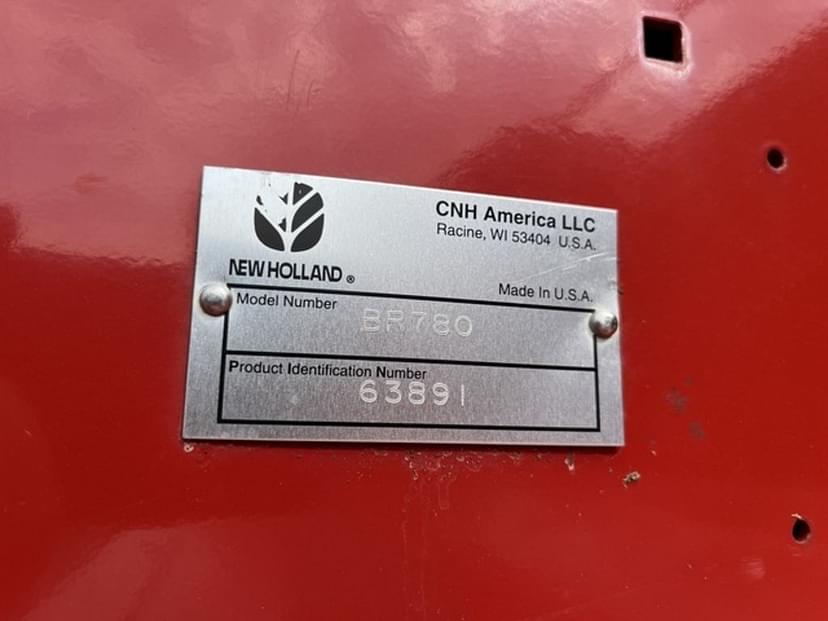 CNH America LLC
Racine, WI 53404 U.S.A.
NEW HOLLAND ®
Made In U.S.A.
Model Number
BR780
Product Identification Number
63891